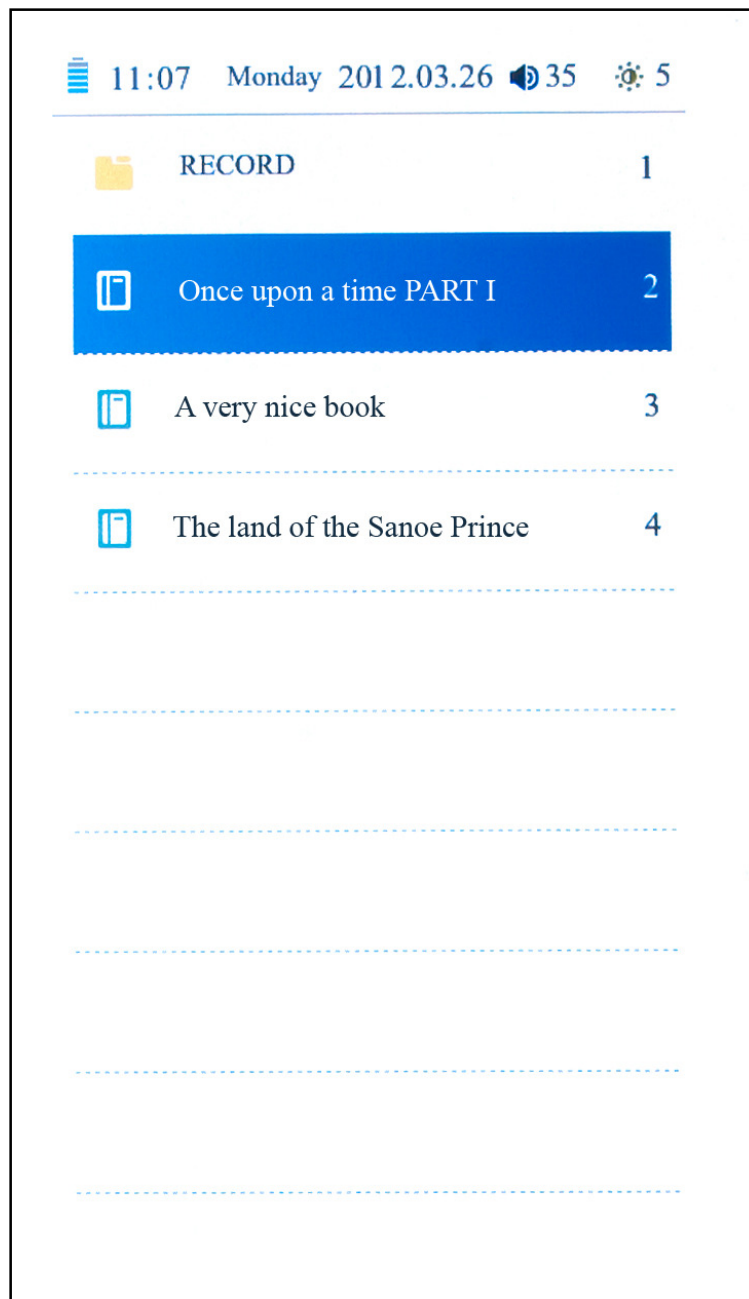 11:07 Monday 2012.03.26 35 5
RECORD 1
Once upon a time PART I 2
A very nice book 3
The land of the Sanoe Prince 4